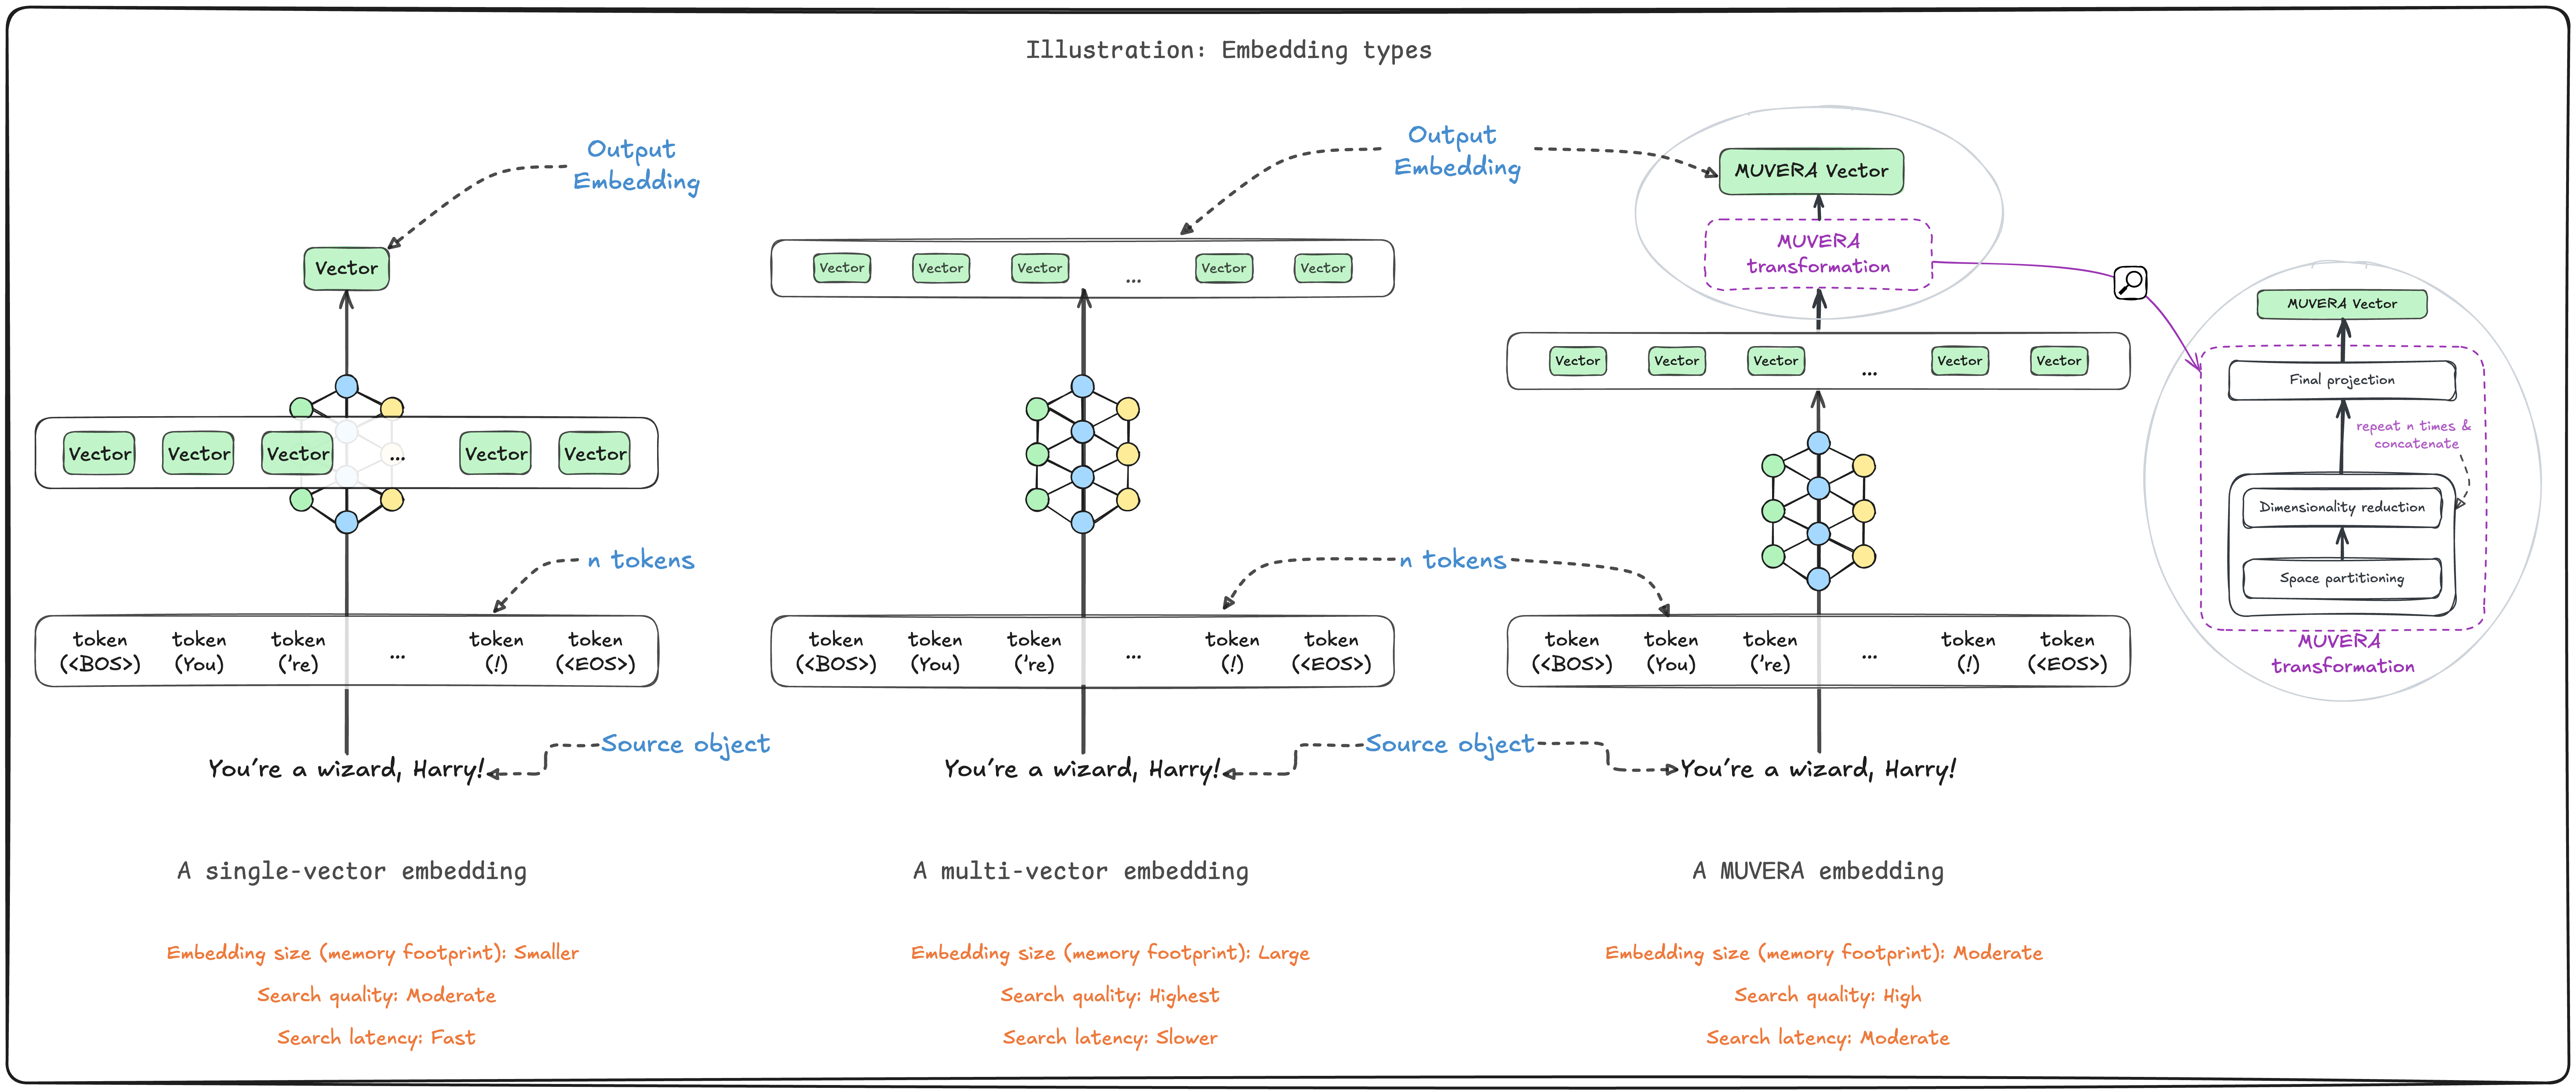 Illustration: Embedding types
Output
Embedding
Vector
Vector
Vector
Vector
...
Vector
Vector
n tokens
token
(<BOS>)
token
(You)
token
('re)
...
token
(!)
token
(<EOS>)
Source object
You're a wizard, Harry!
A single-vector embedding
Embedding size (memory footprint): Smaller
Search quality: Moderate
Search latency: Fast
Output
Embedding
Vector
Vector
Vector
...
Vector
Vector
n tokens
token
(<BOS>)
token
(You)
token
('re)
...
token
(!)
token
(<EOS>)
Source object
You're a wizard, Harry!
A multi-vector embedding
Embedding size (memory footprint): Large
Search quality: Highest
Search latency: Slower
MUVERA Vector
MUVERA
transformation
Vector
Vector
Vector
...
Vector
Vector
token
(<BOS>)
token
(You)
token
('re)
...
token
(!)
token
(<EOS>)
You're a wizard, Harry!
A MUVERA embedding
Embedding size (memory footprint): Moderate
Search quality: High
Search latency: Moderate
MUVERA Vector
Final projection
repeat n times &
concatenate
Dimensionality reduction
Space partitioning
MUVERA
transformation